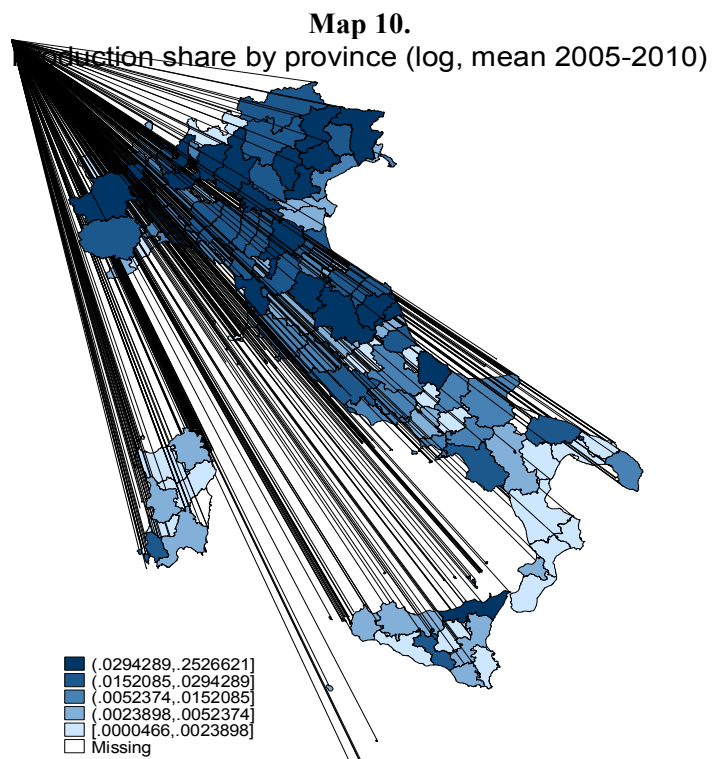 Map 10.
Production share by province (log, mean 2005-2010)
(.0294289,.2526621]
(.0152085,.0294289]
(.0052374,.0152085]
(.0023898,.0052374]
[.0000466,.0023898]
Missing